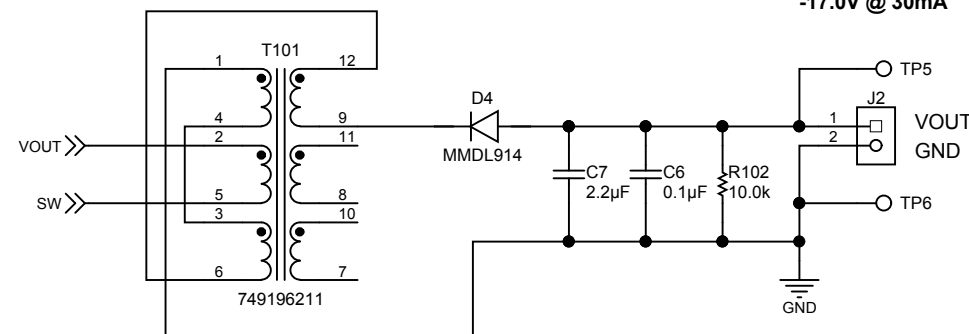 -17.0V @ 30mA
T101
1
12
TP5
D4
J2
4
9
1
VOUT
VOUT
2
11
MMDL914
2
GND
C7
2.2µF
C6
0.1µF
R102
10.0k
SW
5
8
TP6
3
10
6
7
749196211
GND